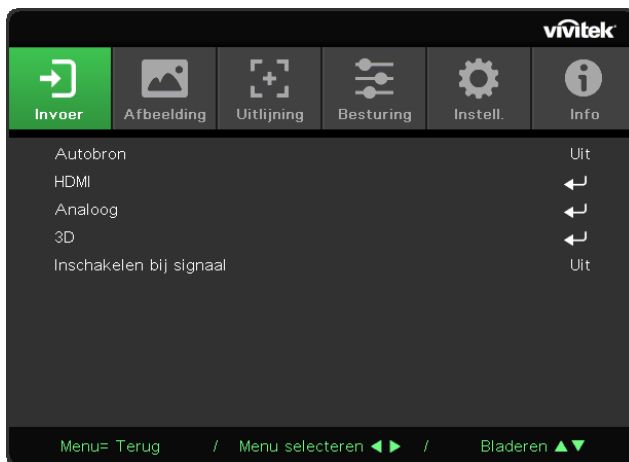 vivitek
Invoer Afbeelding Uitlijning Besturing Instell. Info
Autobron Uit
HDMI
Analoog
3D
Inschakelen bij signaal Uit
Menu= Terug / Menu selecteren ◀ ▶ / Bladeren ▲▼